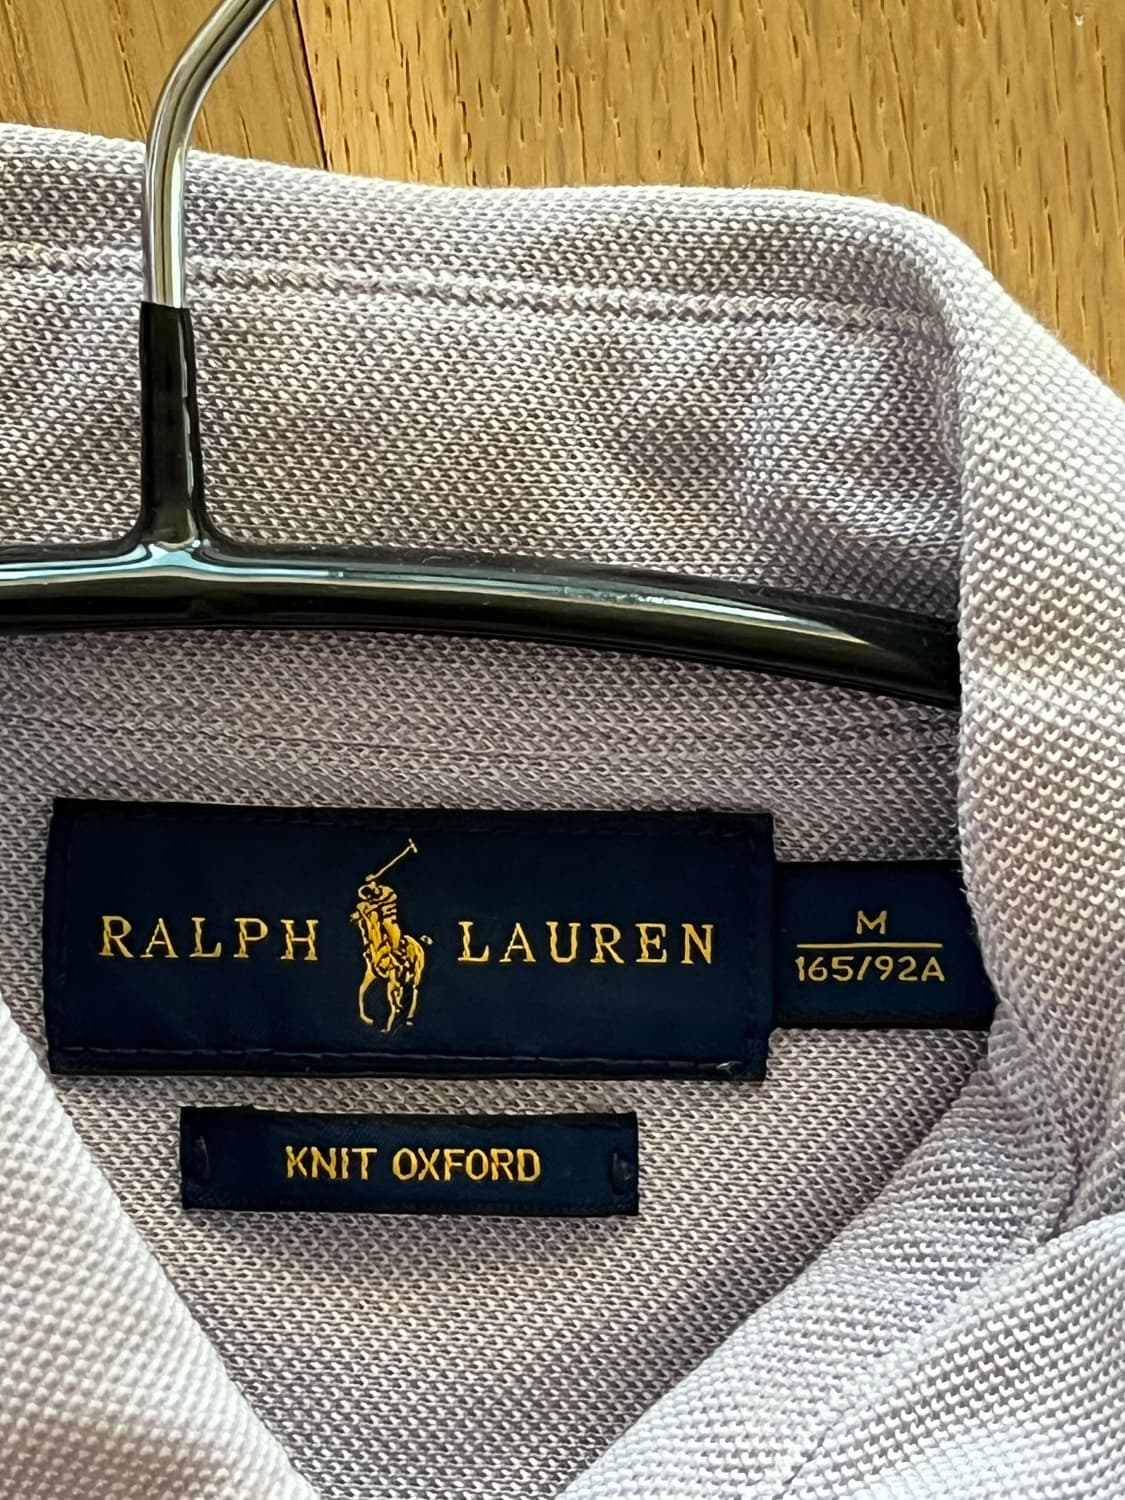 RALPH LAUREN
M
165/92A
KNIT OXFORD